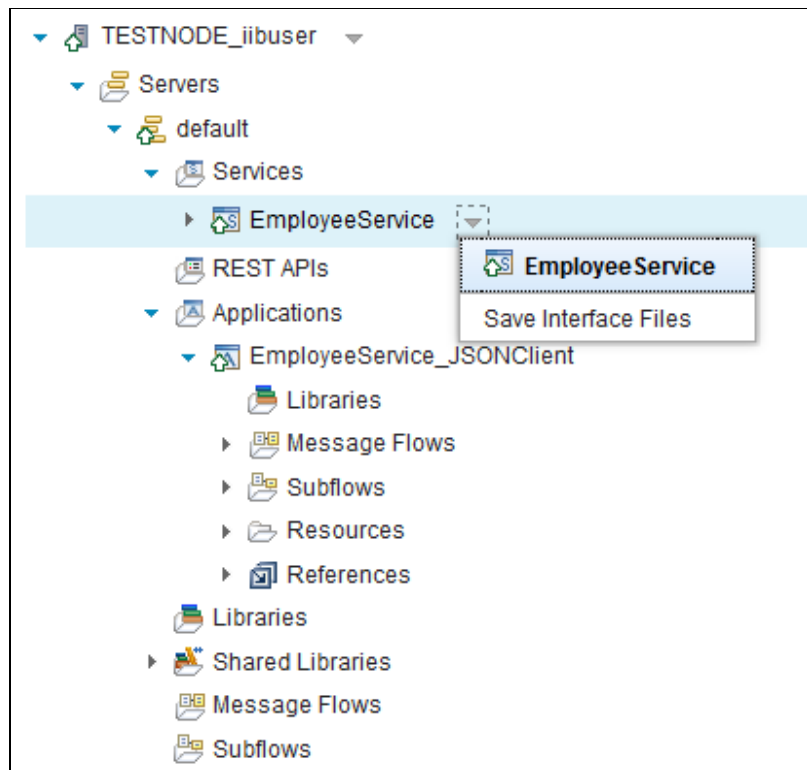 TESTNODE_iibuser
Servers
default
Services
EmployeeService
EmployeeService
REST APIs
Save Interface Files
Applications
EmployeeService_JSONClient
Libraries
Message Flows
Subflows
Resources
References
Libraries
Shared Libraries
Message Flows
Subflows